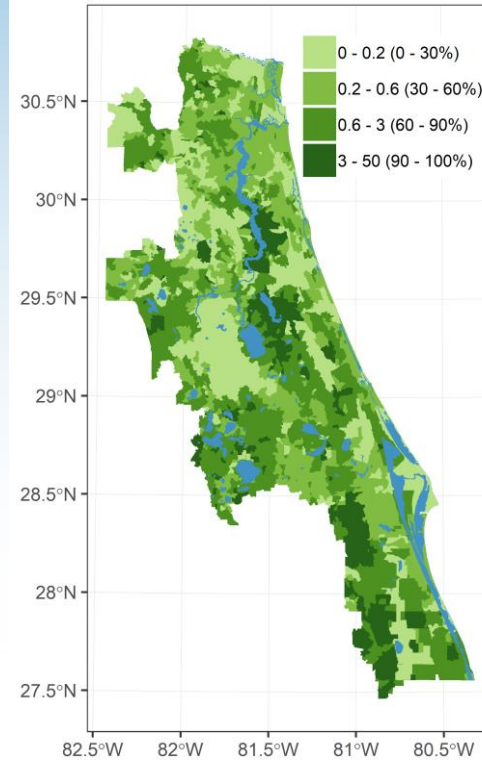 0 - 0.2 (0 - 30%)
0.2 - 0.6 (30 - 60%)
0.6 - 3 (60 - 90%)
3 - 50 (90 - 100%)
30.5°N
30°N
29.5°N
29°N
28.5°N
28°N
27.5°N
82.5°W 82°W 81.5°W 81°W 80.5°W